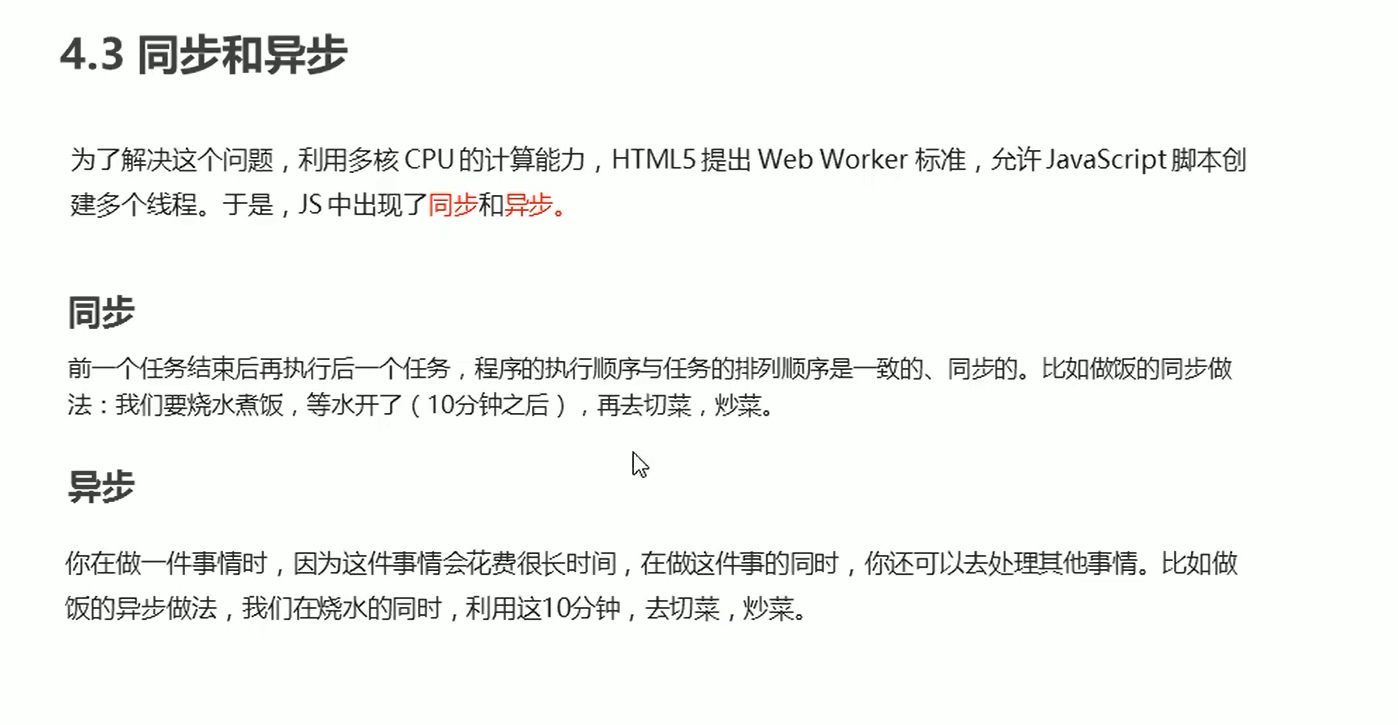 4.3 同步和异步
为了解决这个问题，利用多核 CPU 的计算能力，HTML5 提出 Web Worker 标准，允许 JavaScript 脚本创
建多个线程。于是，JS 中出现了同步和异步。
同步
前一个任务结束后再执行后一个任务，程序的执行顺序与任务的排列顺序是一致的、同步的。比如做饭的同步做
法：我们要烧水煮饭，等水开了（10分钟之后），再去切菜，炒菜。
异步
你在做一件事情时，因为这件事情会花费很长时间，在做这件事的同时，你还可以去处理其他事情。比如做
饭的异步做法，我们在烧水的同时，利用这10分钟，去切菜，炒菜。